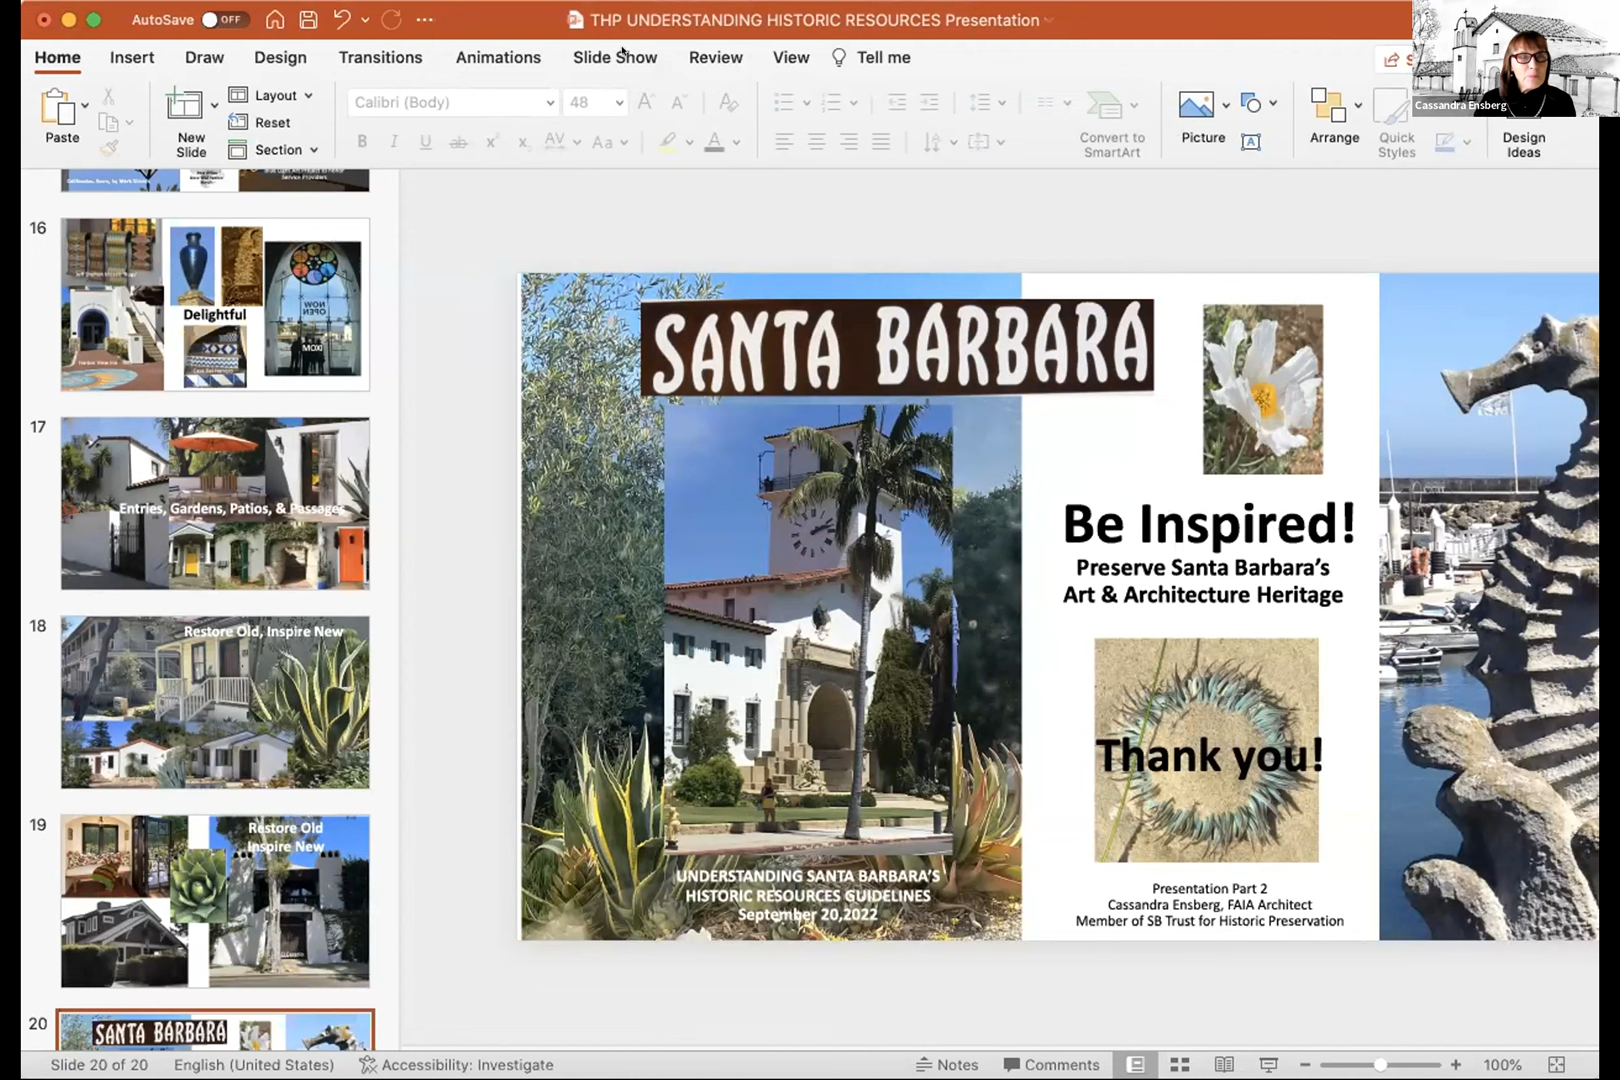 AutoSave OFF
THP UNDERSTANDING HISTORIC RESOURCES Presentation
Home Insert Draw Design Transitions Animations Slide Show Review View Tell me
Cassandra Ensberg
Paste
New
Slide
Layout
Reset
Section
Calibri (Body) 48
Convert to
SmartArt
Picture
Arrange
Quick
Styles
Design
Ideas
Service Providers
16
Delightful
NOW
OPEN
MOXI
17
Entries, Gardens, Patios, & Passages
18
Restore Old, Inspire New
19
Restore Old
Inspire New
20
SANTA BARBARA
SANTA BARBARA
Be Inspired!
Preserve Santa Barbara's
Art & Architecture Heritage
Thank you!
UNDERSTANDING SANTA BARBARA'S
HISTORIC RESOURCES GUIDELINES
September 20,2022
Presentation Part 2
Cassandra Ensberg, FAIA Architect
Member of SB Trust for Historic Preservation
Slide 20 of 20 English (United States) Accessibility: Investigate Notes Comments 100%